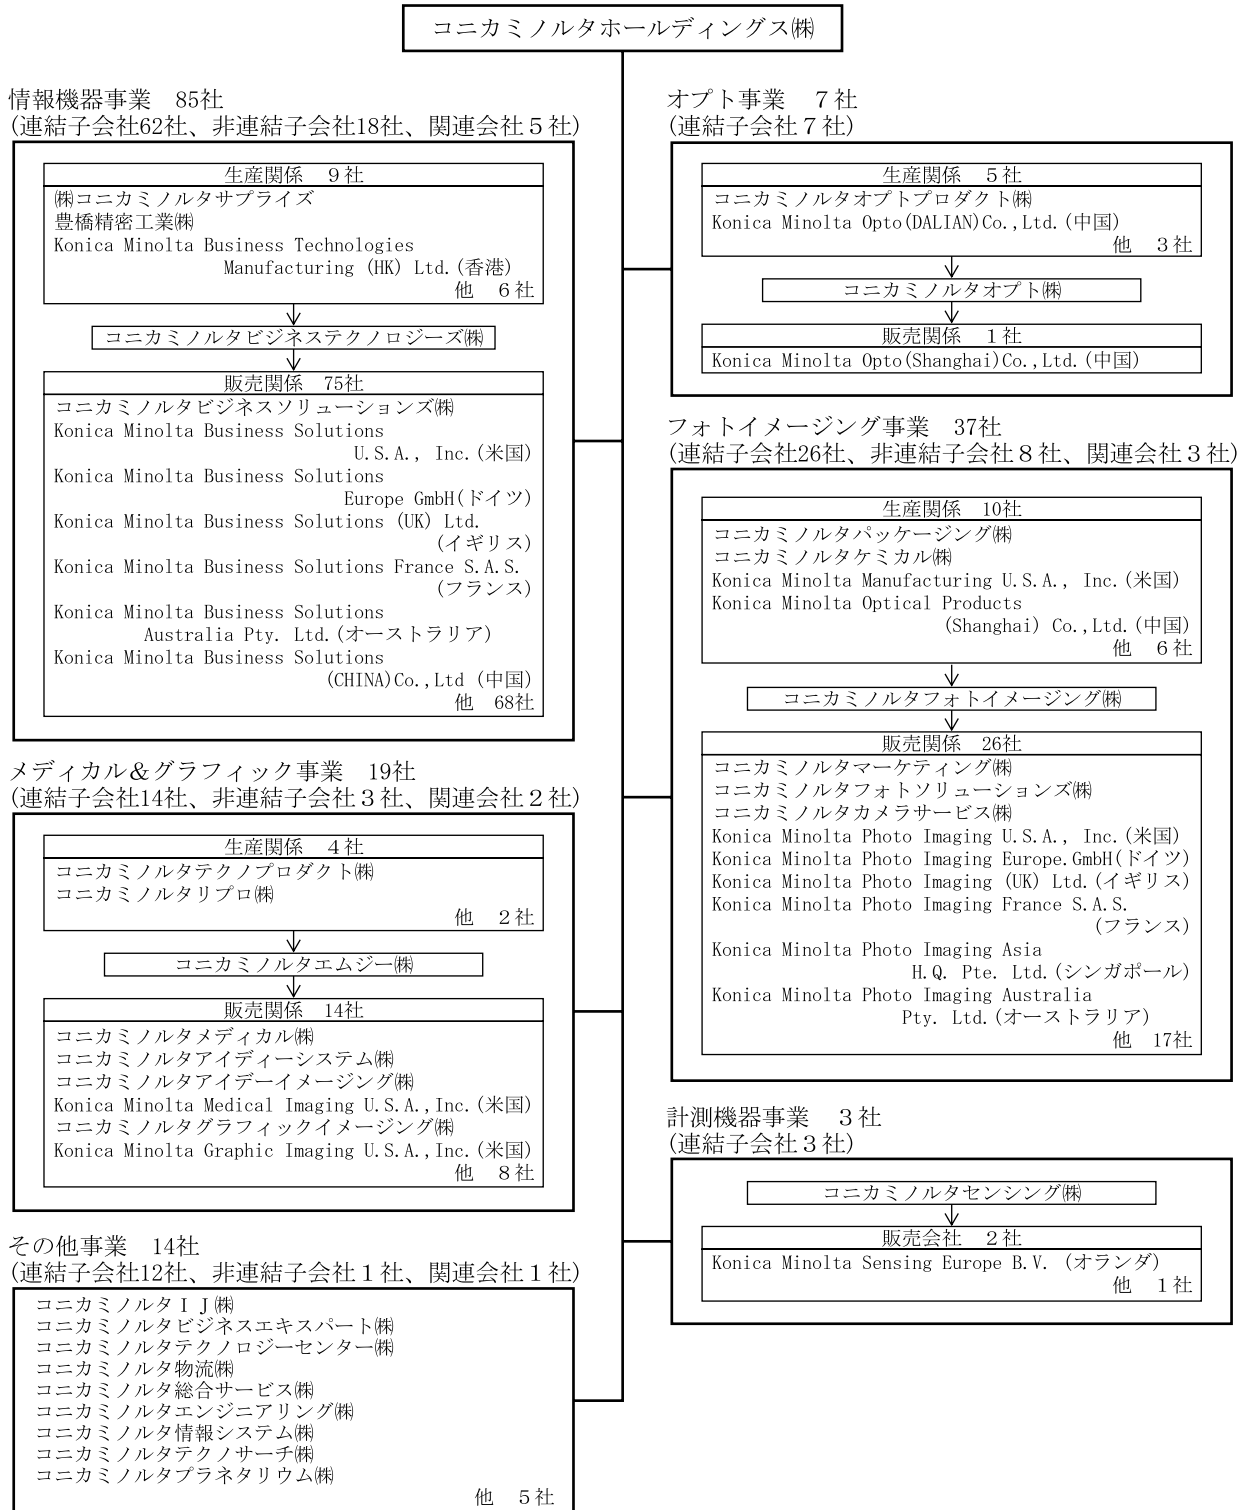 コニカミノルタホールディングス㈱
情報機器事業　85社
(連結子会社62社、非連結子会社18社、関連会社５社)
生産関係　９社
㈱コニカミノルタサプライズ
豊橋精密工業㈱
Konica Minolta Business Technologies
Manufacturing (HK) Ltd.(香港)
他　６社
コニカミノルタビジネステクノロジーズ㈱
販売関係　75社
コニカミノルタビジネスソリューションズ㈱
Konica Minolta Business Solutions
U.S.A., Inc.(米国)
Konica Minolta Business Solutions
Europe GmbH(ドイツ)
Konica Minolta Business Solutions (UK) Ltd.
(イギリス)
Konica Minolta Business Solutions France S.A.S.
(フランス)
Konica Minolta Business Solutions
Australia Pty. Ltd.(オーストラリア)
Konica Minolta Business Solutions
(CHINA)Co.,Ltd (中国)
他　68社
メディカル＆グラフィック事業　19社
(連結子会社14社、非連結子会社３社、関連会社２社)
生産関係　４社
コニカミノルタテクノプロダクト㈱
コニカミノルタリプロ㈱
他　２社
コニカミノルタエムジー㈱
販売関係　14社
コニカミノルタメディカル㈱
コニカミノルタアイディーシステム㈱
コニカミノルタアイデーイメージング㈱
Konica Minolta Medical Imaging U.S.A.,Inc.(米国)
コニカミノルタグラフィックイメージング㈱
Konica Minolta Graphic Imaging U.S.A.,Inc.(米国)
他　８社
その他事業　14社
(連結子会社12社、非連結子会社１社、関連会社１社)
コニカミノルタＩＪ㈱
コニカミノルタビジネスエキスパート㈱
コニカミノルタテクノロジーセンター㈱
コニカミノルタ物流㈱
コニカミノルタ総合サービス㈱
コニカミノルタエンジニアリング㈱
コニカミノルタ情報システム㈱
コニカミノルタテクノサーチ㈱
コニカミノルタプラネタリウム㈱
他　５社
オプト事業　７社
(連結子会社７社)
生産関係　５社
コニカミノルタオプトプロダクト㈱
Konica Minolta Opto(DALIAN)Co.,Ltd.(中国)
他　３社
コニカミノルタオプト㈱
販売関係　１社
Konica Minolta Opto(Shanghai)Co.,Ltd.(中国)
フォトイメージング事業　37社
(連結子会社26社、非連結子会社８社、関連会社３社)
生産関係　10社
コニカミノルタパッケージング㈱
コニカミノルタケミカル㈱
Konica Minolta Manufacturing U.S.A., Inc.(米国)
Konica Minolta Optical Products
(Shanghai) Co.,Ltd.(中国)
他　６社
コニカミノルタフォトイメージング㈱
販売関係　26社
コニカミノルタマーケティング㈱
コニカミノルタフォトソリューションズ㈱
コニカミノルタカメラサービス㈱
Konica Minolta Photo Imaging U.S.A., Inc.(米国)
Konica Minolta Photo Imaging Europe.GmbH(ドイツ)
Konica Minolta Photo Imaging (UK) Ltd.(イギリス)
Konica Minolta Photo Imaging France S.A.S.
(フランス)
Konica Minolta Photo Imaging Asia
H.Q. Pte. Ltd.(シンガポール)
Konica Minolta Photo Imaging Australia
Pty. Ltd.(オーストラリア)
他　17社
計測機器事業　３社
(連結子会社３社)
コニカミノルタセンシング㈱
販売会社　２社
Konica Minolta Sensing Europe B.V. (オランダ)
他　１社